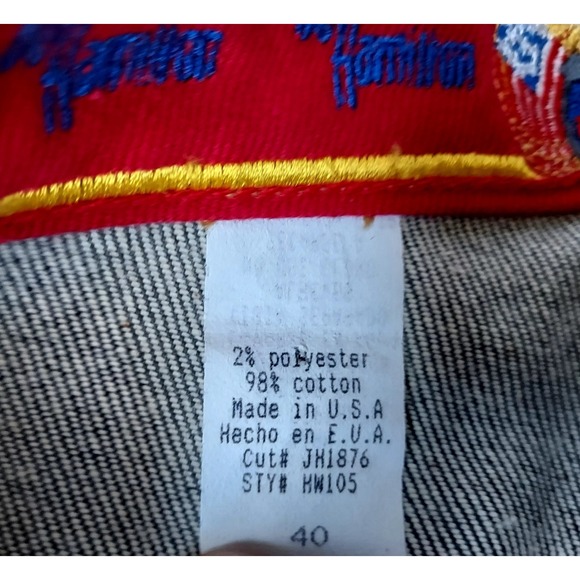 Hamilton
Hamilton
2% polyester
98% cotton
Made in U.S.A
Hecho en E.U.A.
Cut# JH1876
STY# HW105
40